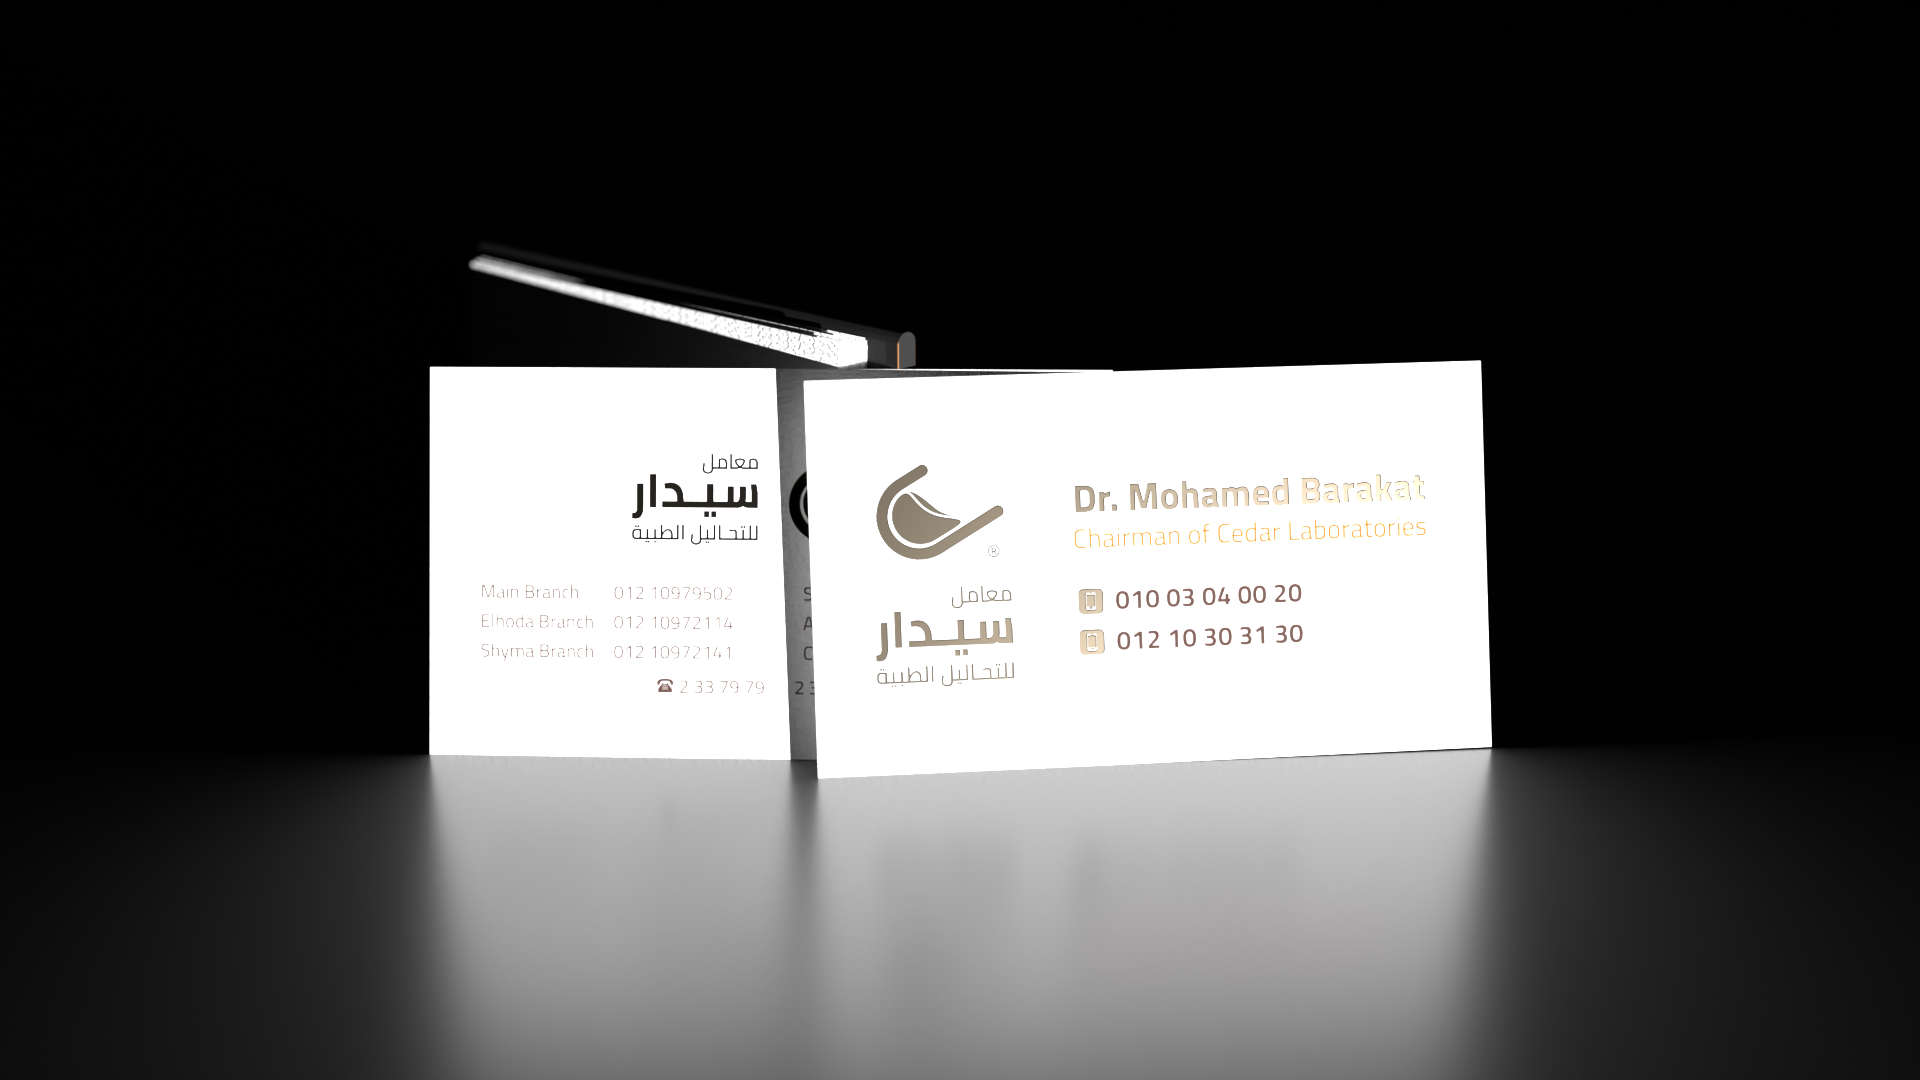 معامل
سيدار
للتحاليل الطبية
Main Branch 012 10979502
Elhoda Branch 012 10972114
Shyma Branch 012 10972141
2 33 79 79
®
معامل
سيدار
للتحاليل الطبية
Dr. Mohamed Barakat
Chairman of Cedar Laboratories
010 03 04 00 20
012 10 30 31 30